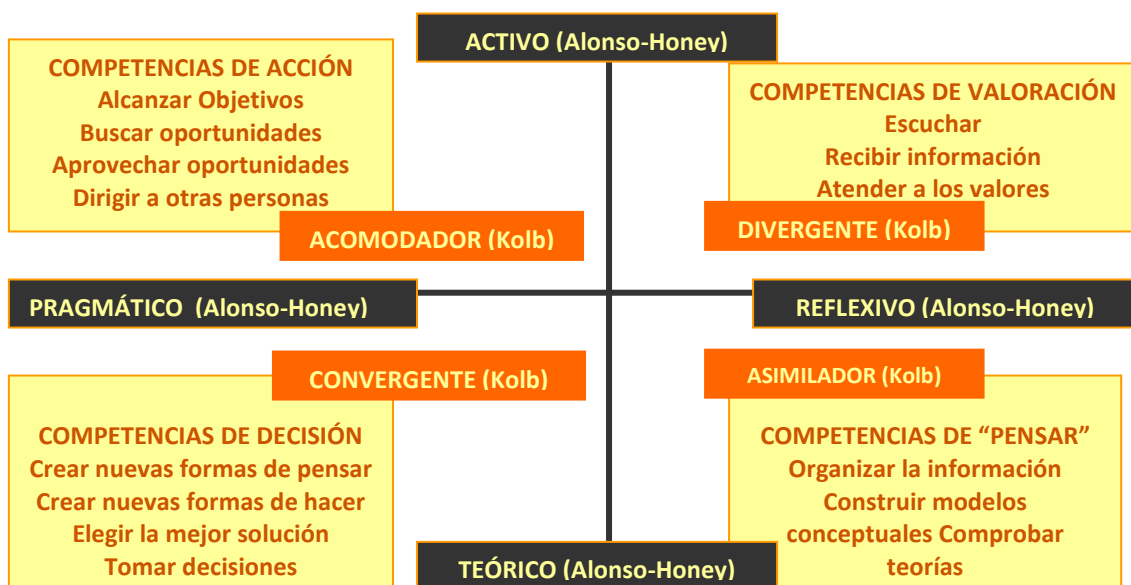 ACTIVO (Alonso-Honey)
COMPETENCIAS DE ACCIÓN
Alcanzar Objetivos
Buscar oportunidades
Aprovechar oportunidades
Dirigir a otras personas
COMPETENCIAS DE VALORACIÓN
Escuchar
Recibir información
Atender a los valores
ACOMODADOR (Kolb)
DIVERGENTE (Kolb)
PRAGMÁTICO (Alonso-Honey)
REFLEXIVO (Alonso-Honey)
CONVERGENTE (Kolb)
ASIMILADOR (Kolb)
COMPETENCIAS DE DECISIÓN
Crear nuevas formas de pensar
Crear nuevas formas de hacer
Elegir la mejor solución
Tomar decisiones
COMPETENCIAS DE “PENSAR”
Organizar la información
Construir modelos
conceptuales Comprobar
teorías
TEÓRICO (Alonso-Honey)